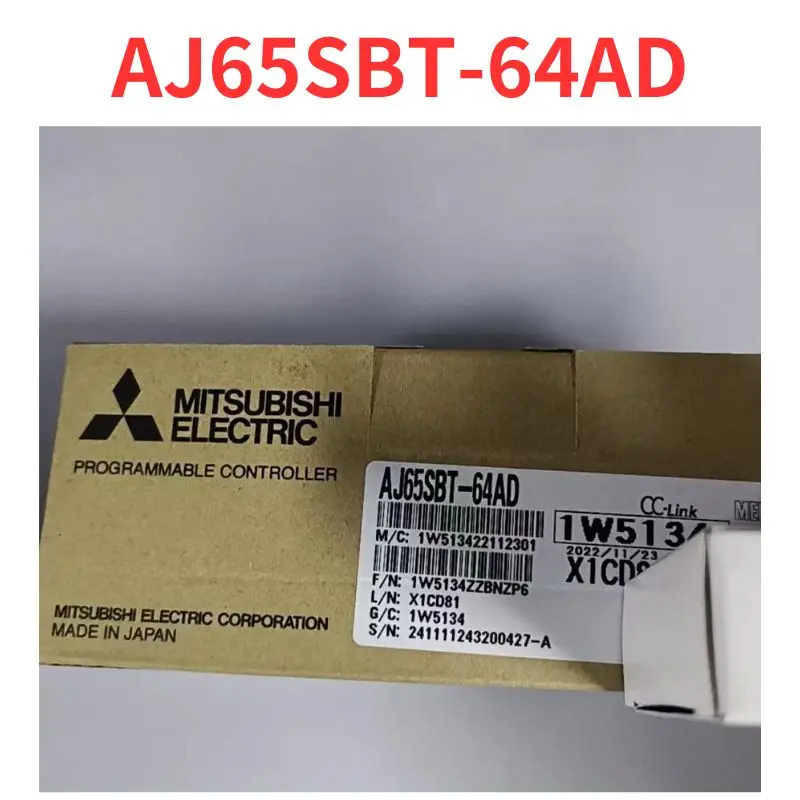 AJ65SBT-64AD
MITSUBISHI
ELECTRIC
PROGRAMMABLE CONTROLLER
MITSUBISHI ELECTRIC CORPORATION
MADE IN JAPAN
AJ65SBT-64AD
M/C: 1W513422112301
F/N: 1W5134ZZBNZP6
L/N: X1CD81
G/C: 1W5134
S/N: 241111243200427-A
CC-Link
1W5134
2022/11/23